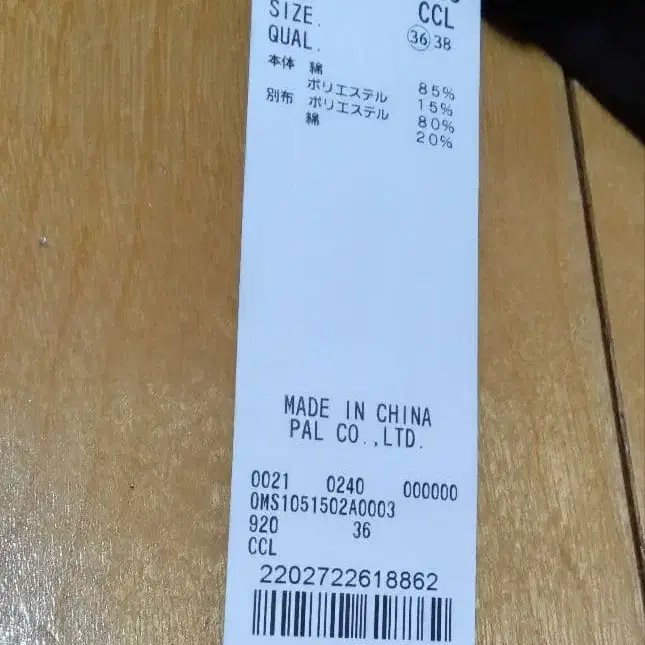 CCL
SIZE. 36 38
QUAL.
本体 綿 85%
ポリエステル 15%
別布 ポリエステル 80%
綿 20%
MADE IN CHINA
PAL CO.,LTD.
0021 0240 000000
0MS1051502A0003
920 36
CCL
2202722618862